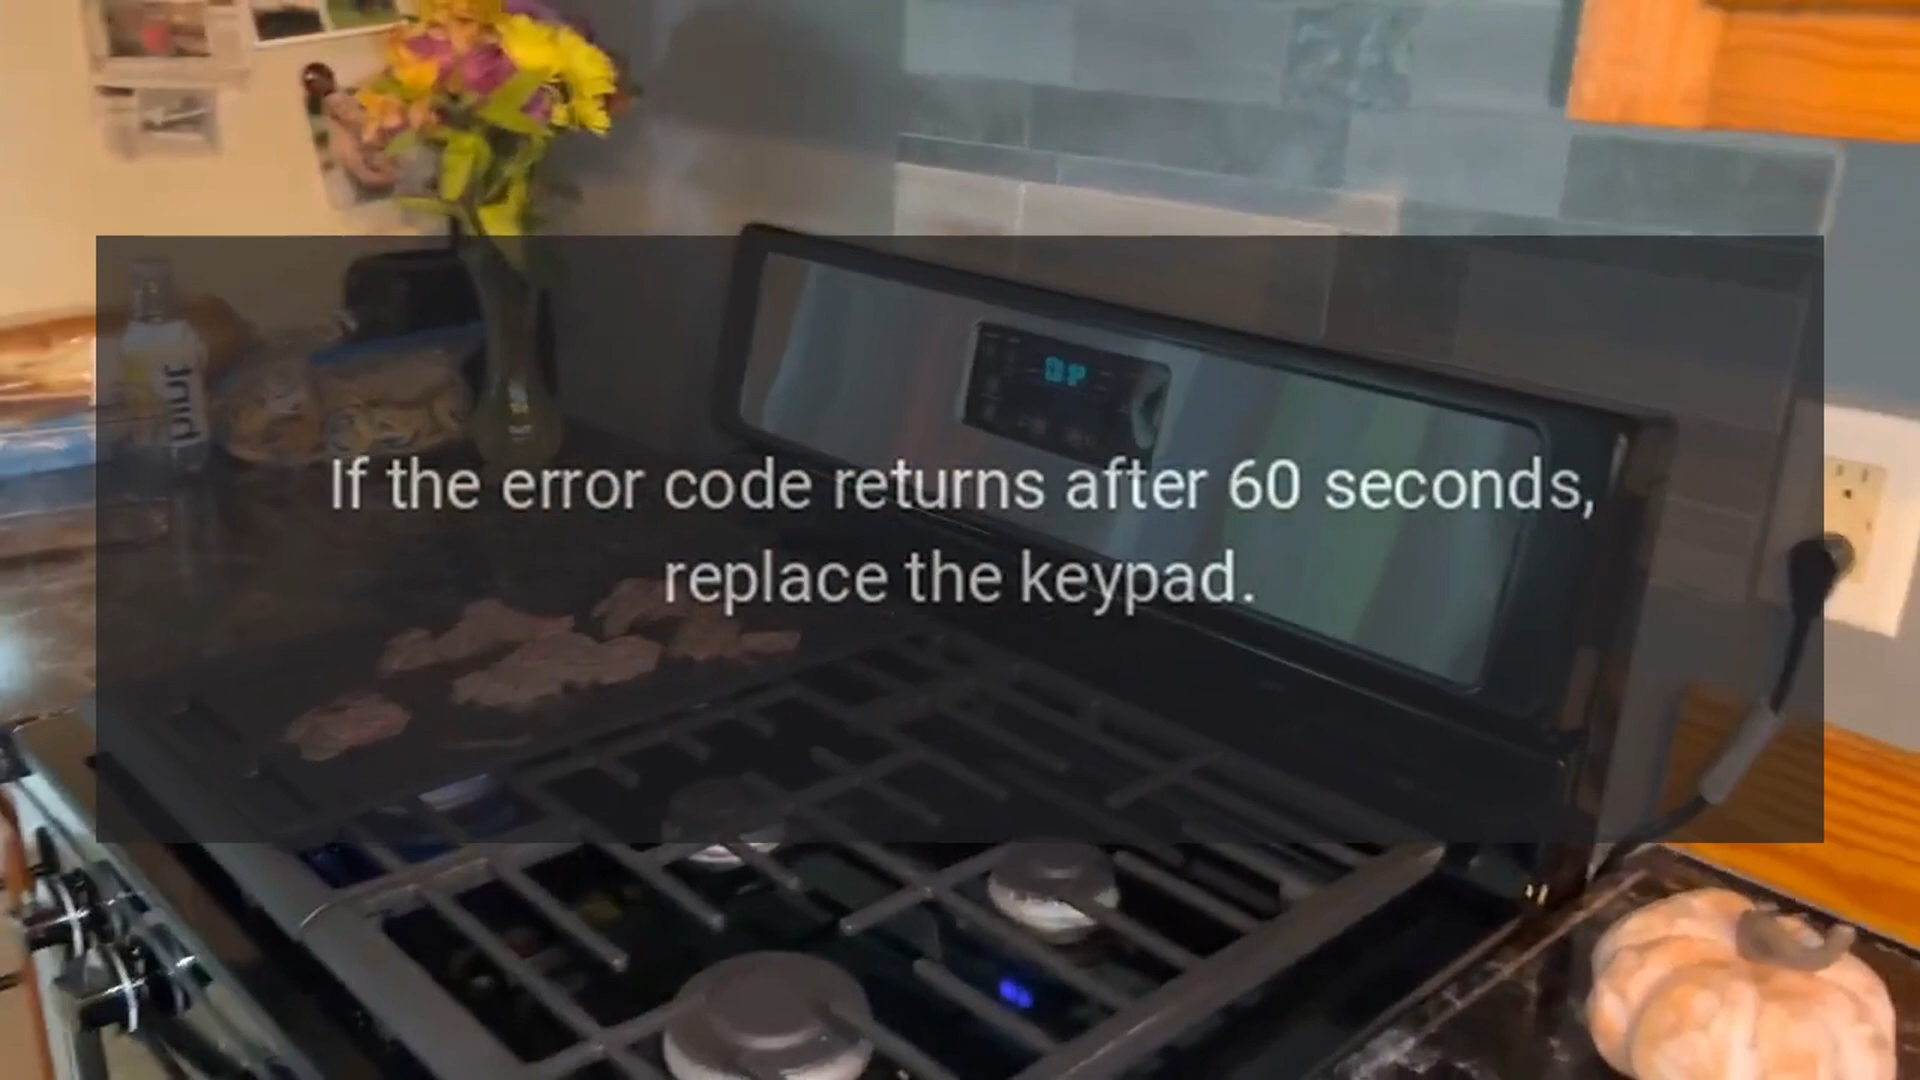 If the error code returns after 60 seconds,
replace the keypad.